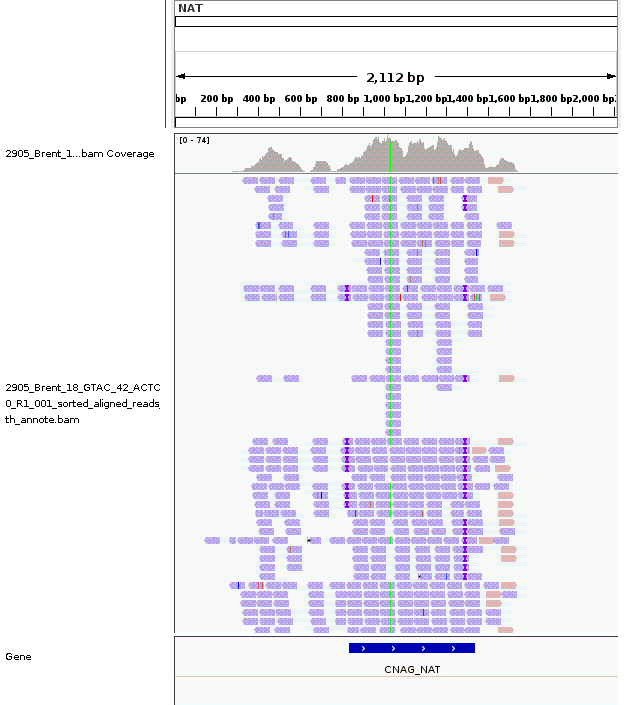 NAT
2,112 bp
bp 200 bp 400 bp 600 bp 800 bp 1,000 bp 1,200 bp 1,400 bp 1,600 bp 1,800 bp 2,000 bp
[0 - 74]
2905_Brent_1...bam Coverage
2905_Brent_18_GTAC_42_ACTC
0_R1_001_sorted_aligned_reads_
th_annote.bam
Gene
CNAG_NAT